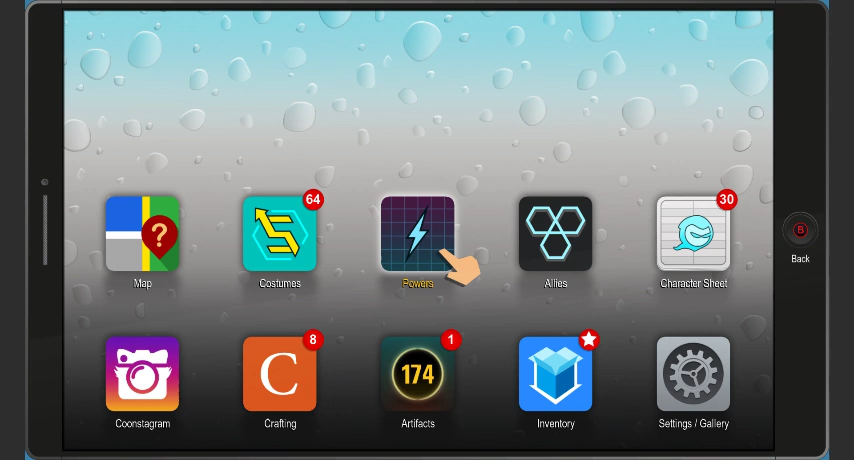 64
30
Map
Costumes
Powers
Allies
Character Sheet
B
Back
8
1
C
174
Coonstagram
Crafting
Artifacts
Inventory
Settings / Gallery